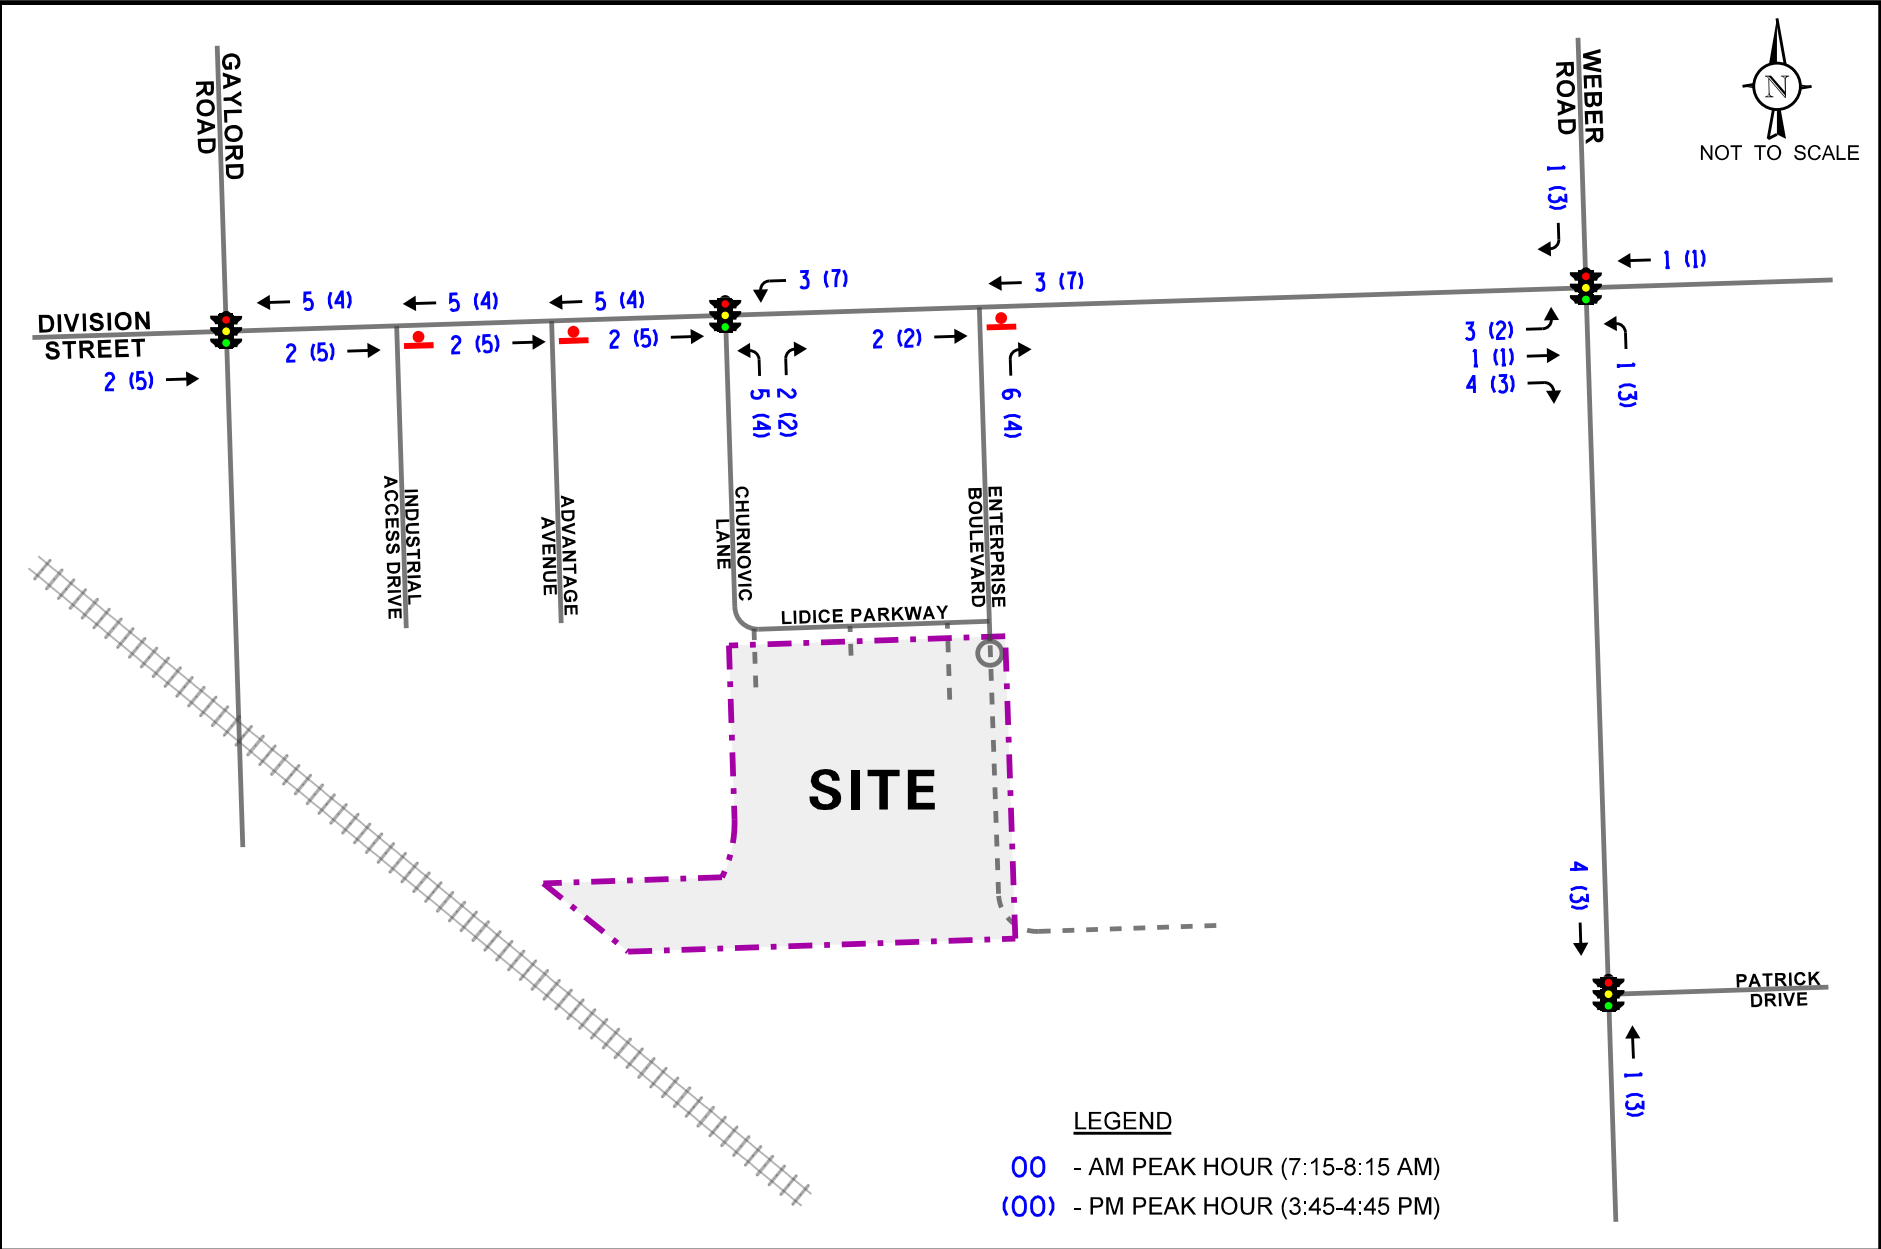 GAYLORD
ROAD
WEBER
ROAD
N
NOT TO SCALE
1 (3)
1 (1)
3 (7)
3 (7)
5 (4)
5 (4)
5 (4)
DIVISION
STREET
2 (5)
2 (5)
2 (5)
2 (5)
2 (2)
3 (2)
1 (1)
4 (3)
1 (3)
5 (4)
2 (2)
6 (4)
INDUSTRIAL
ACCESS DRIVE
ADVANTAGE
AVENUE
CHURNOVIC
LANE
ENTERPRISE
BOULEVARD
LIDICE PARKWAY
SITE
4 (3)
PATRICK
DRIVE
1 (3)
LEGEND
00 - AM PEAK HOUR (7:15-8:15 AM)
(00) - PM PEAK HOUR (3:45-4:45 PM)